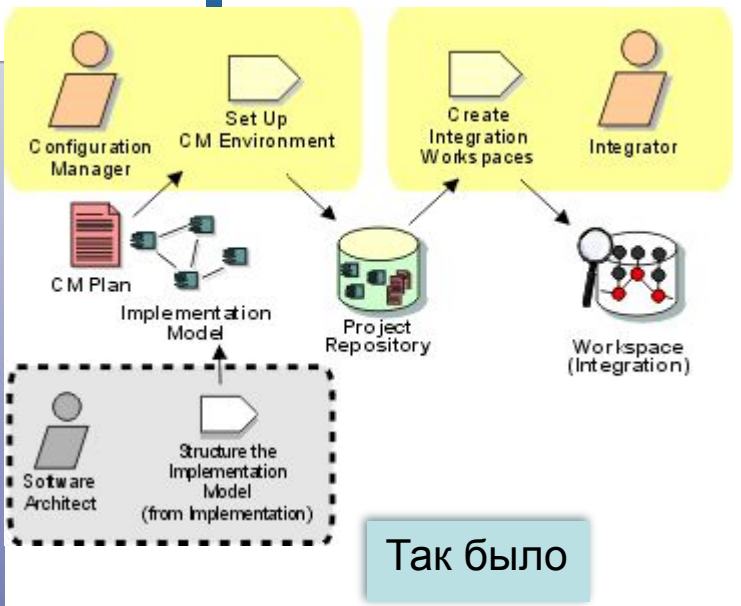 Set Up
CM Environment
Configuration
Manager
Create
Integration
Workspaces
Integrator
CM Plan
Implementation
Model
Project
Repository
Workspace
(Integration)
Software
Architect
Structure the
Implementation
Model
(from Implementation)
Так было